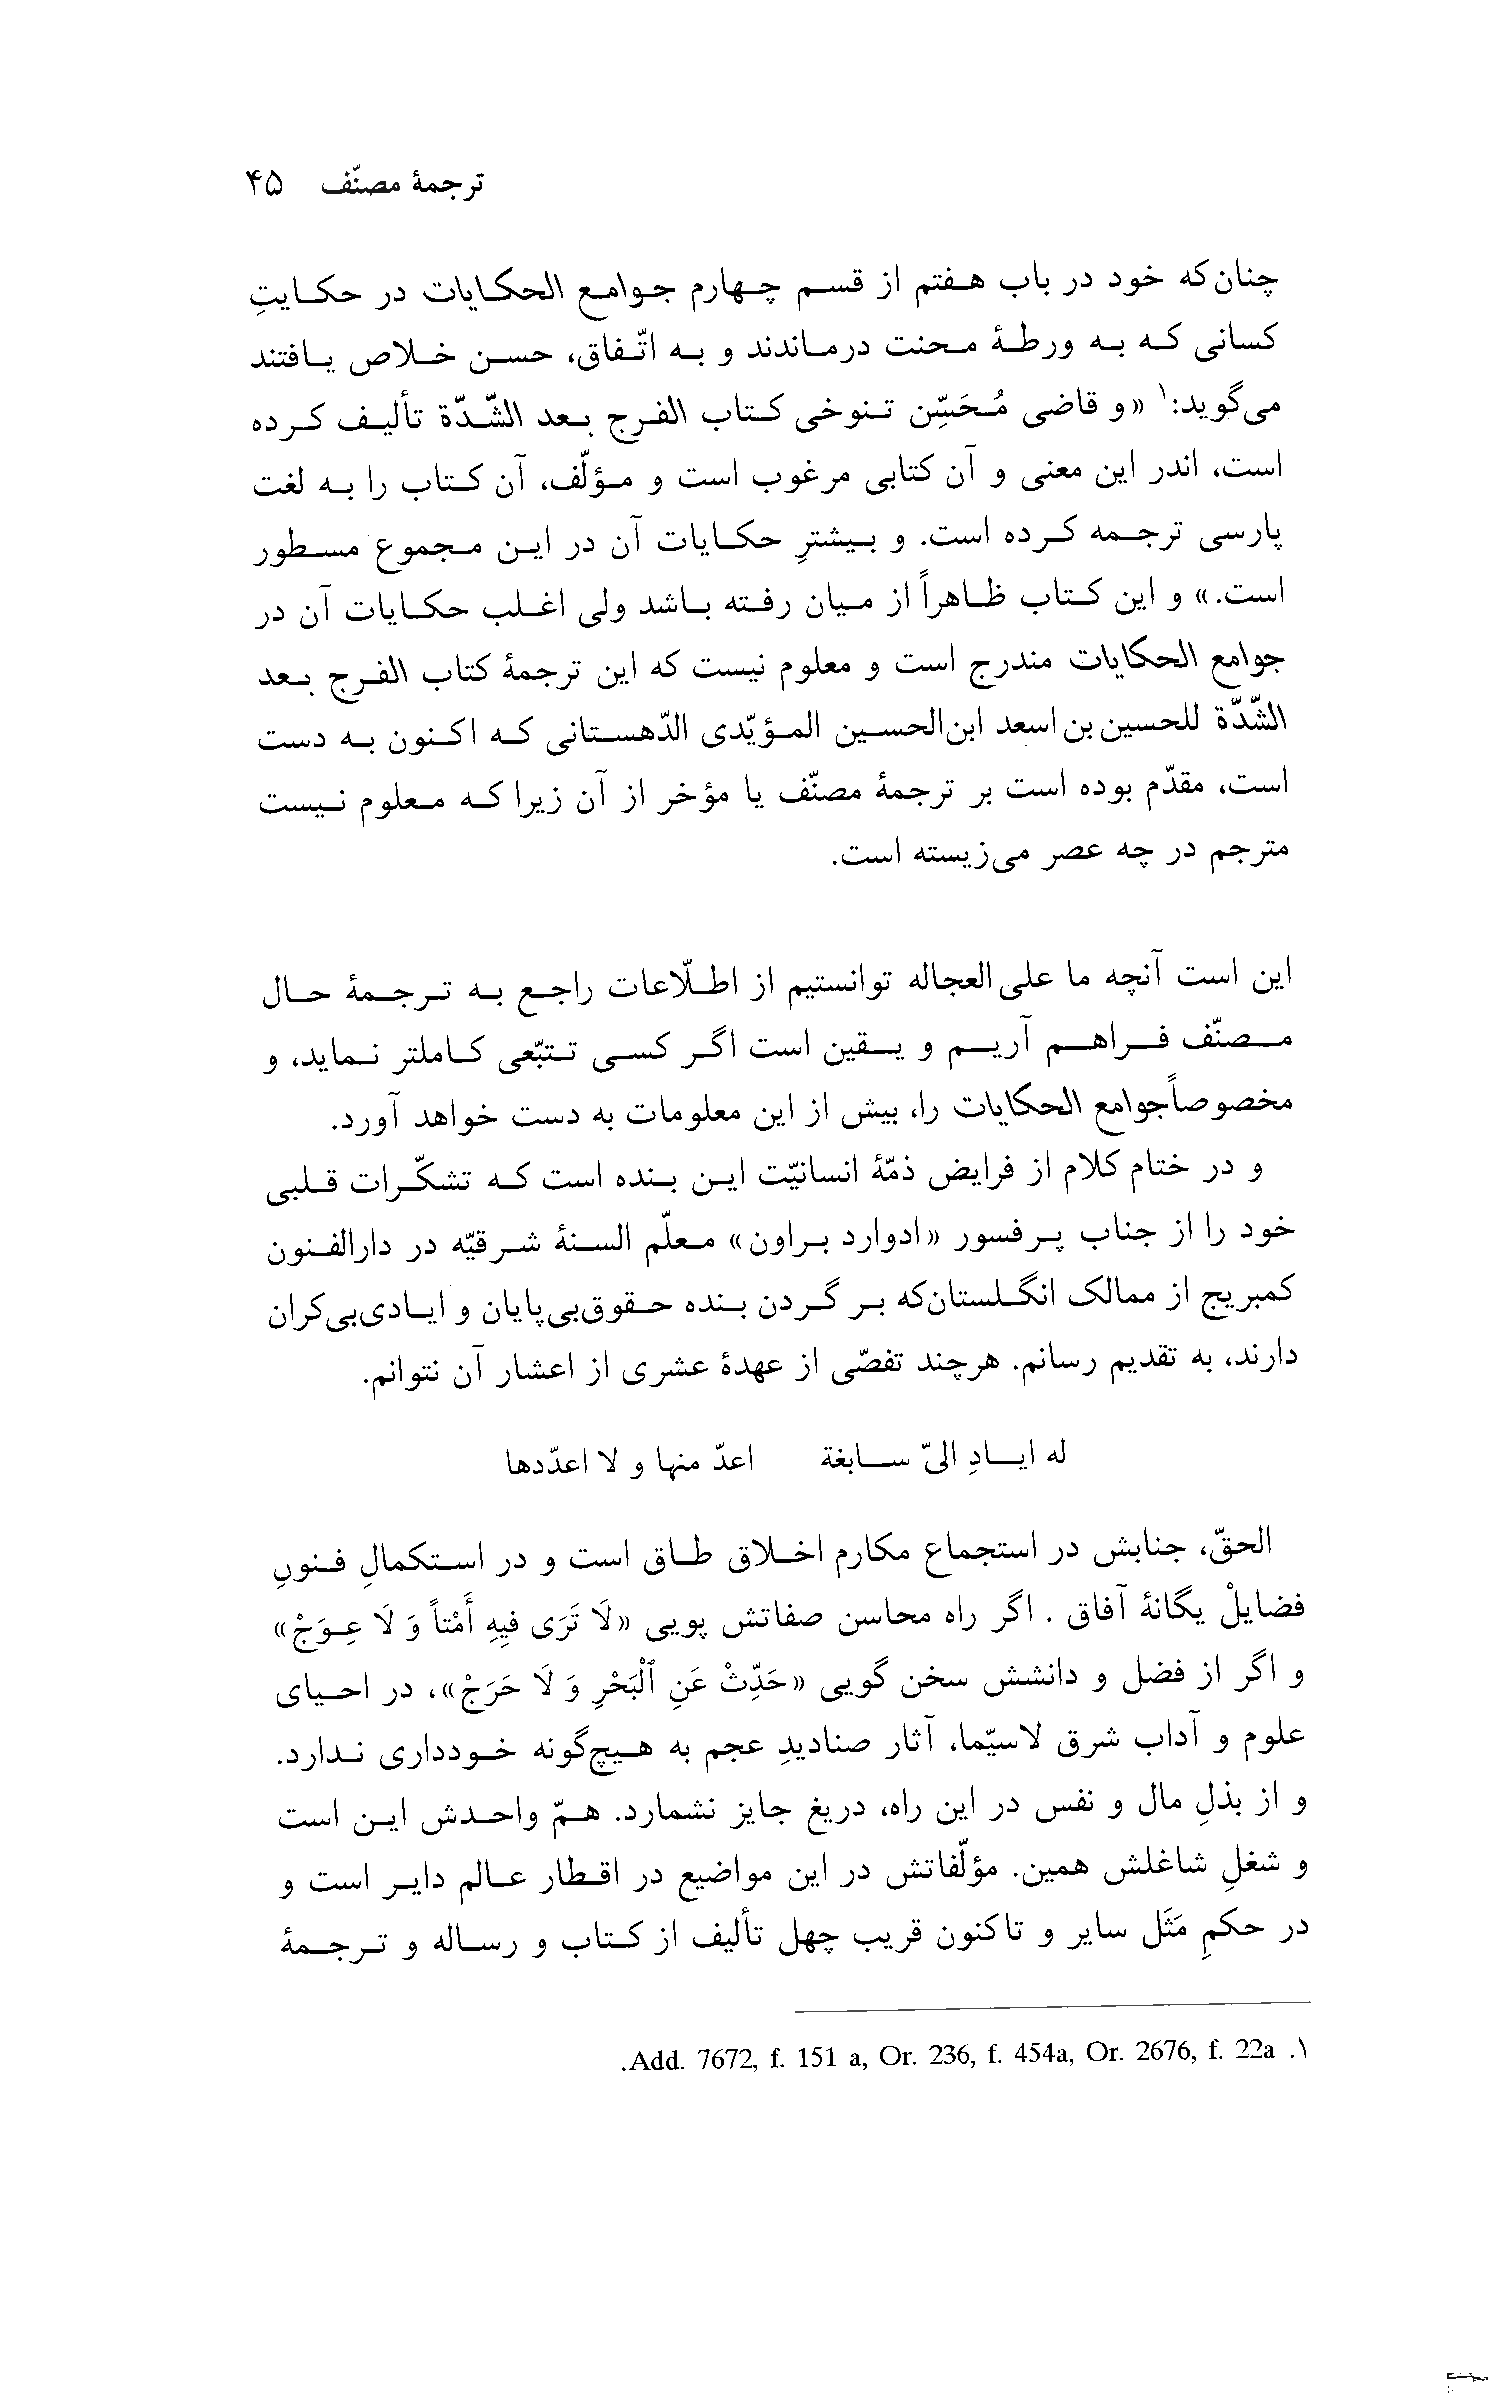 ترجمهٔ مصنّف ۴۵
چنان‌که خود در باب هفتم از قسم چهارم جوامع الحکایات در حکایتِ
کسانی که به ورطهٔ محنت درماندند و به اتّفاق، حسن خلاص یافتند
می‌گوید:۱ «و قاضی مُحَسِّن تنوخی کتاب الفرج بعد الشّدّة تألیف کرده
است، اندر این معنی و آن کتابی مرغوب است و مؤلّف، آن کتاب را به لغت
پارسی ترجمه کرده است. و بیشترِ حکایات آن در این مجموع مسطور
است.» و این کتاب ظاهراً از میان رفته باشد ولی اغلب حکایات آن در
جوامع الحکایات مندرج است و معلوم نیست که این ترجمهٔ کتاب الفرج بعد
الشّدّة للحسین‌بن اسعد ابن‌الحسین المؤیّدی الدّهستانی که اکنون به دست
است، مقدّم بوده است بر ترجمهٔ مصنّف یا مؤخر از آن زیرا که معلوم نیست
مترجم در چه عصر می‌زیسته است.
این است آنچه ما علی‌العجاله توانستیم از اطلّاعات راجع به ترجمهٔ حال
مصنّف فراهم آریم و یقین است اگر کسی تتبّعی کاملتر نماید، و
مخصوصاً جوامع الحکایات را، بیش از این معلومات به دست خواهد آورد.
و در ختام کلام از فرایض ذمّهٔ انسانیّت این بنده است که تشکّرات قلبی
خود را از جناب پرفسور «ادوارد براون» معلّم السنهٔ شرقیّه در دارالفنون
کمبریج از ممالک انگلستان‌که بر گردن بنده حقوق‌بی‌پایان و ایادی‌بی‌کران
دارند، به تقدیم رسانم. هرچند تفصّی از عهدهٔ عشری از اعشار آن نتوانم.
له ایادِ الیّ سابغة اعدّ منها و لا اعدّدها
الحقّ، جنابش در استجماع مکارم اخلاق طاق است و در استکمالِ فنونِ
فضایلْ یگانهٔ آفاق . اگر راه محاسن صفاتش پویی «لَا تَرَی فِیهِ أَمْتاً وَ لَا عِوَجْ»
و اگر از فضل و دانشش سخن گویی «حَدِّثْ عَنِ ٱلْبَحْرِ وَ لَا حَرَجْ»، در احیای
علوم و آداب شرق لاسیّما، آثار صنادیدِ عجم به هیچ‌گونه خودداری ندارد.
و از بذلِ مال و نفس در این راه، دریغ جایز نشمارد. همّ واحدش این است
و شغلِ شاغلش همین. مؤلّفاتش در این مواضیع در اقطار عالم دایر است و
در حکمِ مَثَلِ سایر و تاکنون قریب چهل تألیف از کتاب و رساله و ترجمهٔ
۱. Add. 7672, f. 151 a, Or. 236, f. 454a, Or. 2676, f. 22a.